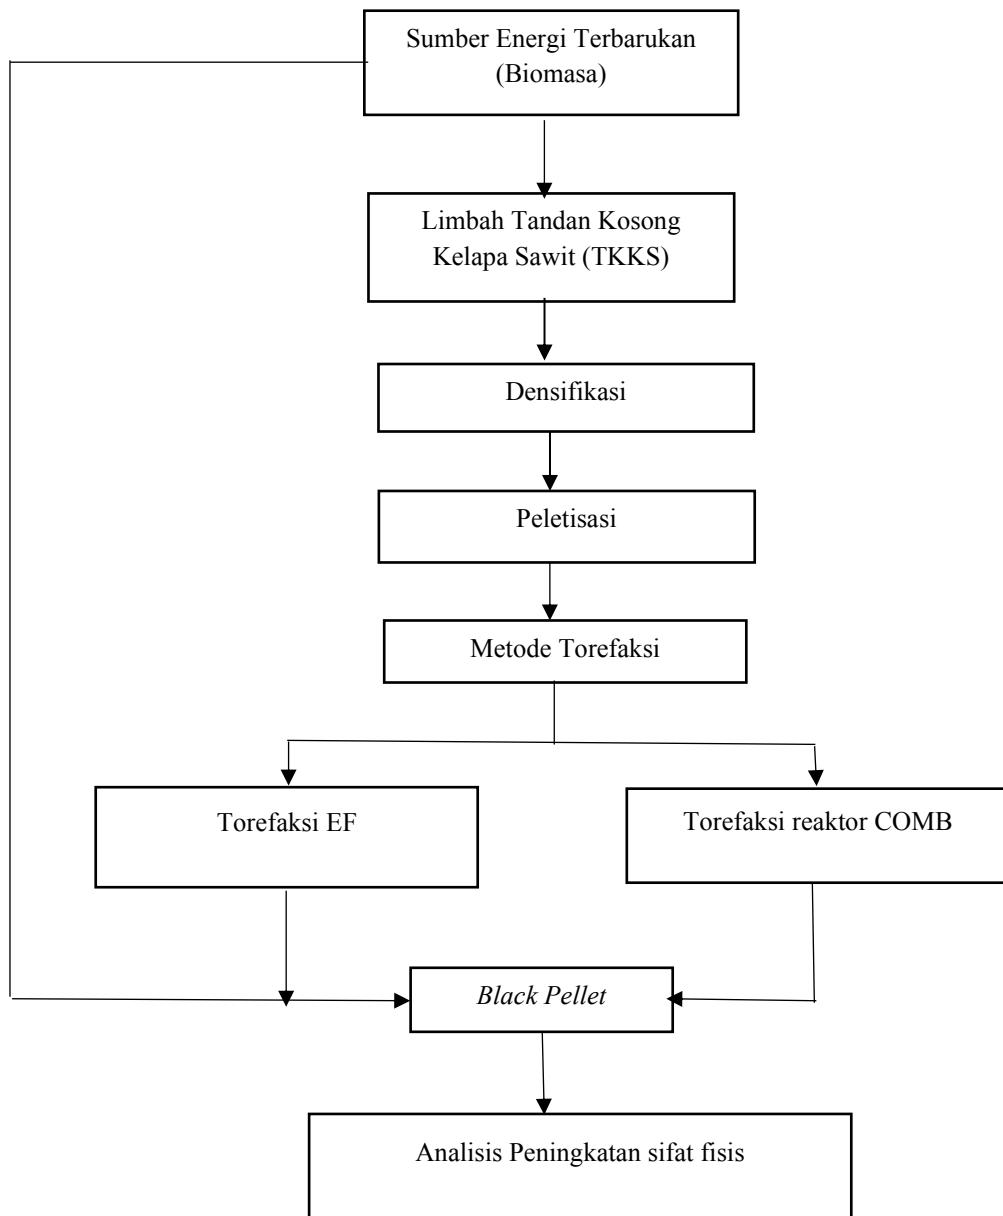 Sumber Energi Terbarukan
(Biomasa)
Limbah Tandan Kosong
Kelapa Sawit (TKKS)
Densifikasi
Peletisasi
Metode Torefaksi
Torefaksi EF
Torefaksi reaktor COMB
Black Pellet
Analisis Peningkatan sifat fisis